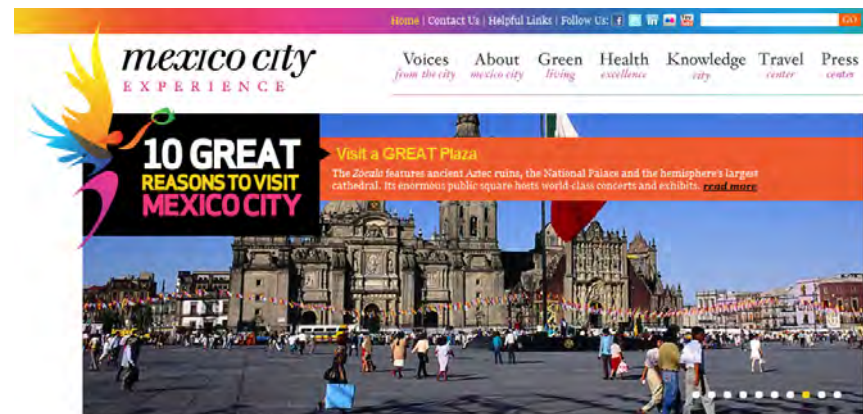 Home | Contact Us | Helpful Links | Follow Us:
GO
mexico city
EXPERIENCE
Voices from the city
About mexico city
Green living
Health excellence
Knowledge city
Travel center
Press center
10 GREAT
REASONS TO VISIT
MEXICO CITY
Visit a GREAT Plaza
The Zócalo features ancient Aztec ruins, the National Palace and the hemisphere's largest
cathedral. Its enormous public square hosts world-class concerts and exhibits. read more